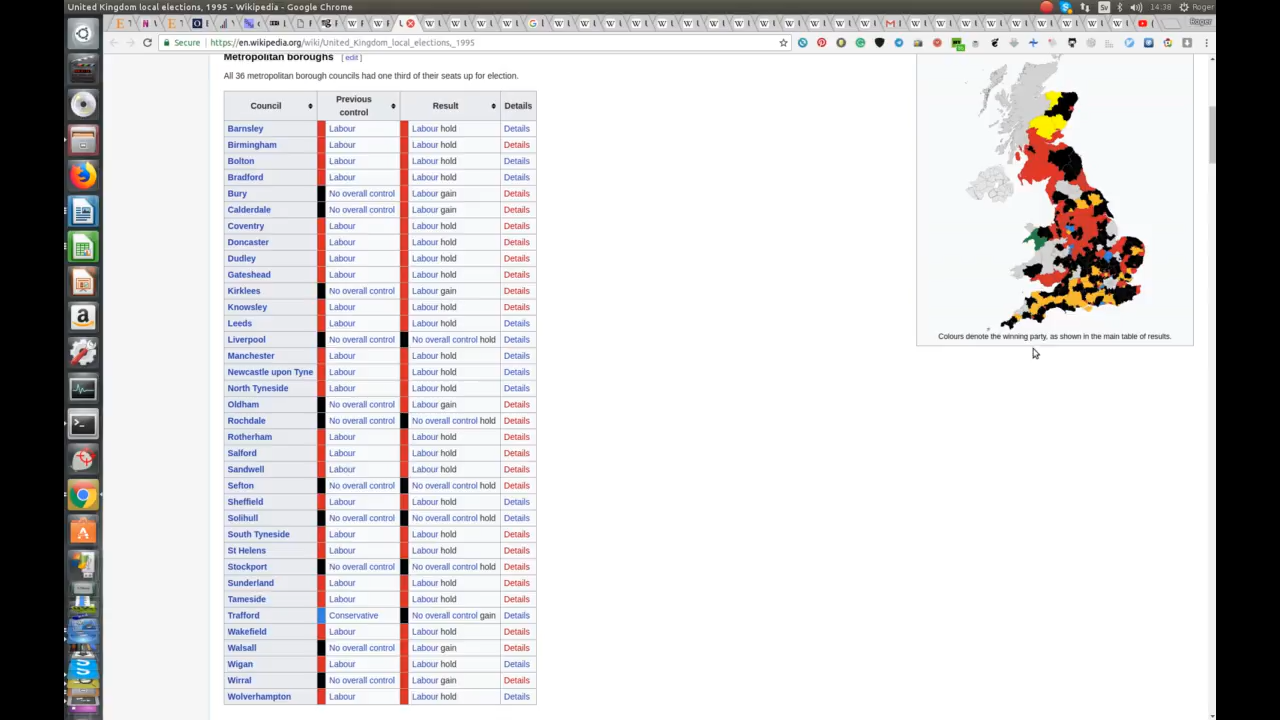 United Kingdom local elections, 1995 - Wikipedia - Google Chrome
Sv
14:38
Roger
Roger
Secure
https://en.wikipedia.org/wiki/United_Kingdom_local_elections,_1995
Metropolitan boroughs [ edit ]
All 36 metropolitan borough councils had one third of their seats up for election.
Council Previous control Result Details
Barnsley Labour Labour hold Details
Birmingham Labour Labour hold Details
Bolton Labour Labour hold Details
Bradford Labour Labour hold Details
Bury No overall control Labour gain Details
Calderdale No overall control Labour gain Details
Coventry Labour Labour hold Details
Doncaster Labour Labour hold Details
Dudley Labour Labour hold Details
Gateshead Labour Labour hold Details
Kirklees No overall control Labour gain Details
Knowsley Labour Labour hold Details
Leeds Labour Labour hold Details
Liverpool No overall control No overall control hold Details
Manchester Labour Labour hold Details
Newcastle upon Tyne Labour Labour hold Details
North Tyneside Labour Labour hold Details
Oldham No overall control Labour gain Details
Rochdale No overall control No overall control hold Details
Rotherham Labour Labour hold Details
Salford Labour Labour hold Details
Sandwell Labour Labour hold Details
Sefton No overall control No overall control hold Details
Sheffield Labour Labour hold Details
Solihull No overall control No overall control hold Details
South Tyneside Labour Labour hold Details
St Helens Labour Labour hold Details
Stockport No overall control No overall control hold Details
Sunderland Labour Labour hold Details
Tameside Labour Labour hold Details
Trafford Conservative No overall control gain Details
Wakefield Labour Labour hold Details
Walsall No overall control Labour gain Details
Wigan Labour Labour hold Details
Wirral No overall control Labour gain Details
Wolverhampton Labour Labour hold Details
Colours denote the winning party, as shown in the main table of results.